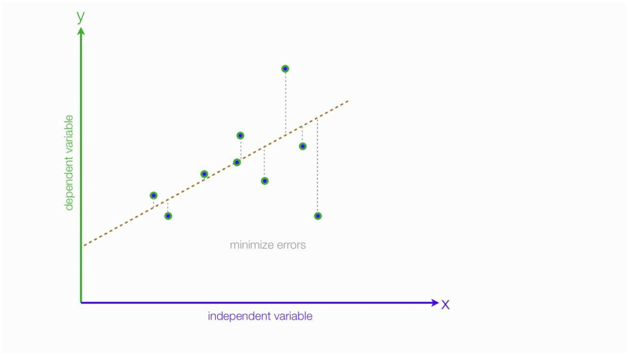 y
dependent variable
minimize errors
x
independent variable